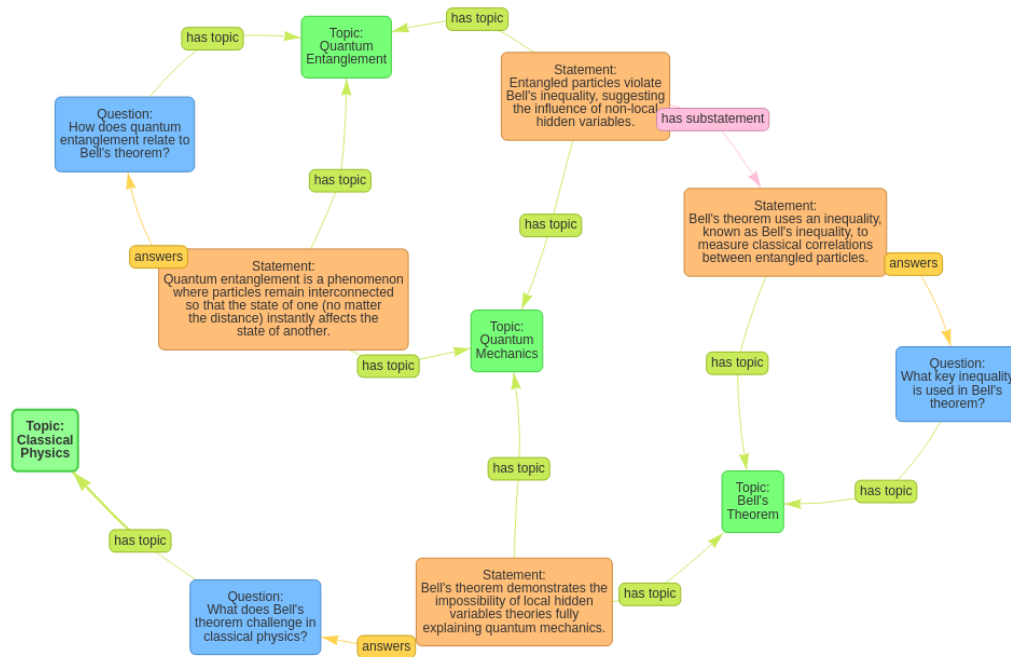 has topic
Topic:
Quantum
Entanglement
has topic
Statement:
Entangled particles violate
Bell's inequality, suggesting
the influence of non-local
hidden variables.
has substatement
Question:
How does quantum
entanglement relate to
Bell's theorem?
has topic
has topic
Statement:
Bell's theorem uses an inequality,
known as Bell's inequality, to
measure classical correlations
between entangled particles.
answers
answers
Statement:
Quantum entanglement is a phenomenon
where particles remain interconnected
so that the state of one (no matter
the distance) instantly affects the
state of another.
Topic:
Quantum
Mechanics
has topic
has topic
Question:
What key inequality
is used in Bell's
theorem?
Topic:
Classical
Physics
has topic
Topic:
Bell's
Theorem
has topic
has topic
Statement:
Bell's theorem demonstrates the
impossibility of local hidden
variables theories fully
explaining quantum mechanics.
has topic
Question:
What does Bell's
theorem challenge in
classical physics?
answers